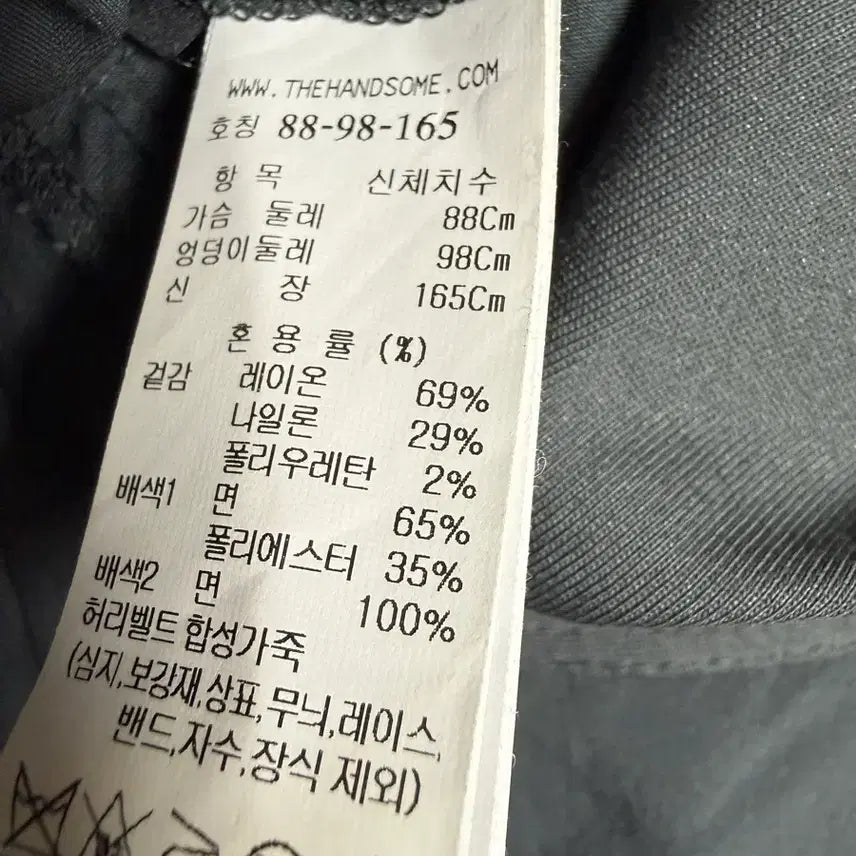 WWW.THEHANDSOME.COM
호칭 88-98-165
항 목 신체치수
가슴 둘레 88Cm
엉덩이둘레 98Cm
신 장 165Cm
혼 용 률 (%)
겉감 레이온 69%
나일론 29%
폴리우레탄 2%
배색1 면 65%
폴리에스터 35%
배색2 면 100%
허리벨트 합성가죽
(심지,보강재,상표,무늬,레이스,
밴드,자수,장식 제외)